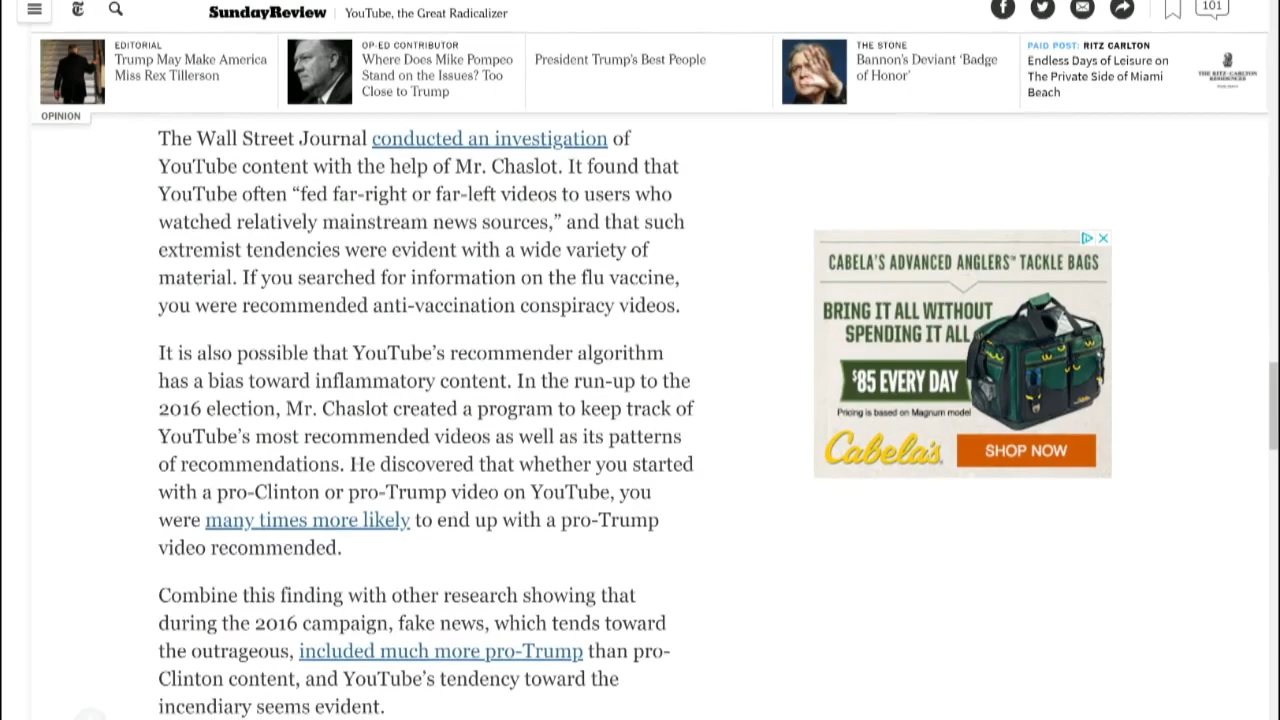 SundayReview | YouTube, the Great Radicalizer
101
EDITORIAL
Trump May Make America
Miss Rex Tillerson
OP-ED CONTRIBUTOR
Where Does Mike Pompeo
Stand on the Issues? Too
Close to Trump
President Trump's Best People
THE STONE
Bannon's Deviant ‘Badge
of Honor’
PAID POST: RITZ CARLTON
Endless Days of Leisure on
The Private Side of Miami
Beach
THE RITZ-CARLTON
RESIDENCES
OPINION
The Wall Street Journal conducted an investigation of
YouTube content with the help of Mr. Chaslot. It found that
YouTube often “fed far-right or far-left videos to users who
watched relatively mainstream news sources,” and that such
extremist tendencies were evident with a wide variety of
material. If you searched for information on the flu vaccine,
you were recommended anti-vaccination conspiracy videos.
It is also possible that YouTube’s recommender algorithm
has a bias toward inflammatory content. In the run-up to the
2016 election, Mr. Chaslot created a program to keep track of
YouTube’s most recommended videos as well as its patterns
of recommendations. He discovered that whether you started
with a pro-Clinton or pro-Trump video on YouTube, you
were many times more likely to end up with a pro-Trump
video recommended.
Combine this finding with other research showing that
during the 2016 campaign, fake news, which tends toward
the outrageous, included much more pro-Trump than pro-
Clinton content, and YouTube’s tendency toward the
incendiary seems evident.
CABELA'S ADVANCED ANGLERS™ TACKLE BAGS
BRING IT ALL WITHOUT
SPENDING IT ALL
$85 EVERY DAY
Pricing is based on Magnum model
Cabela's
SHOP NOW